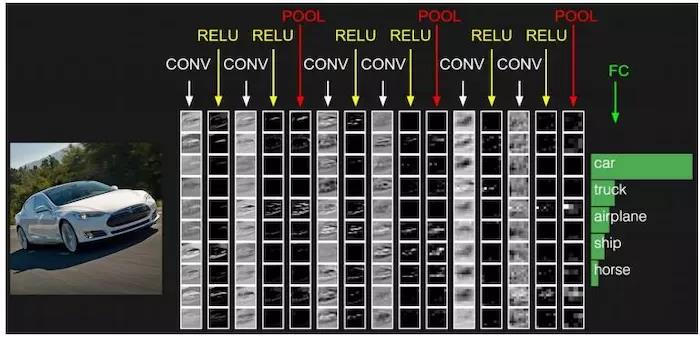 POOL POOL POOL
RELU RELU RELU RELU RELU RELU
CONV CONV CONV CONV CONV CONV
FC
car
truck
airplane
ship
horse